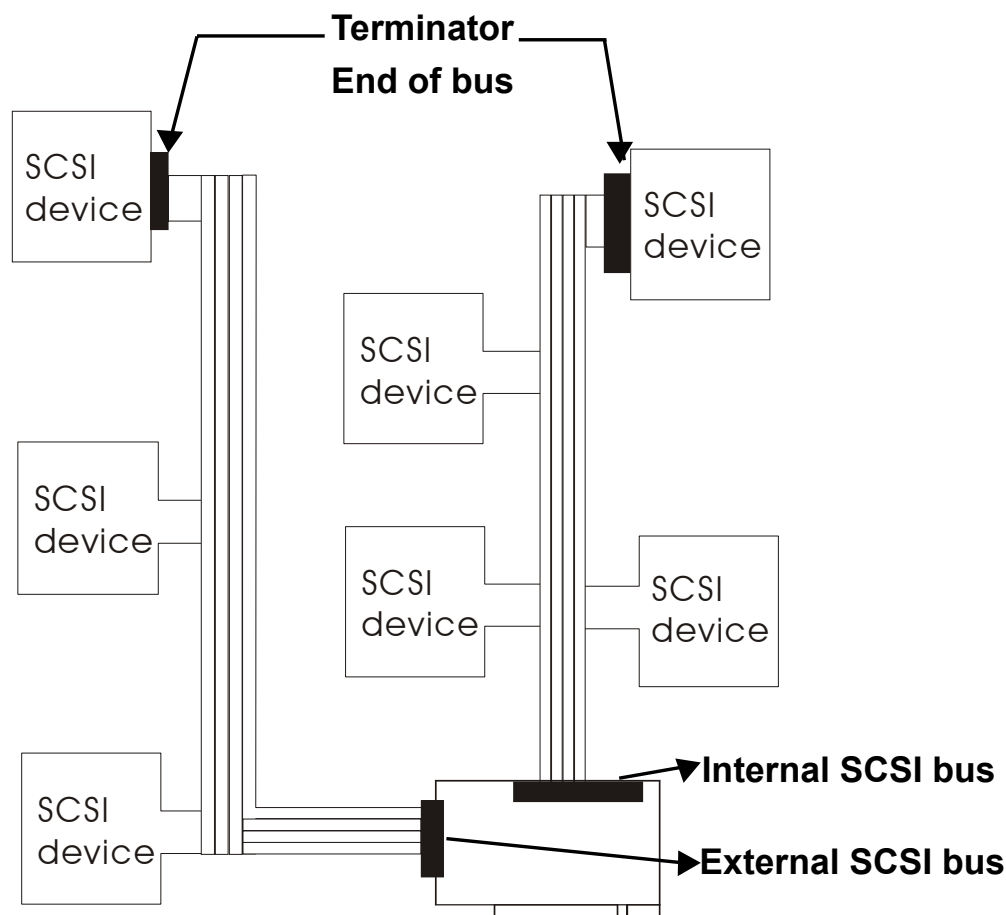 Terminator
End of bus
SCSI
device
SCSI
device
SCSI
device
SCSI
device
SCSI
device
SCSI
device
SCSI
device
Internal SCSI bus
External SCSI bus